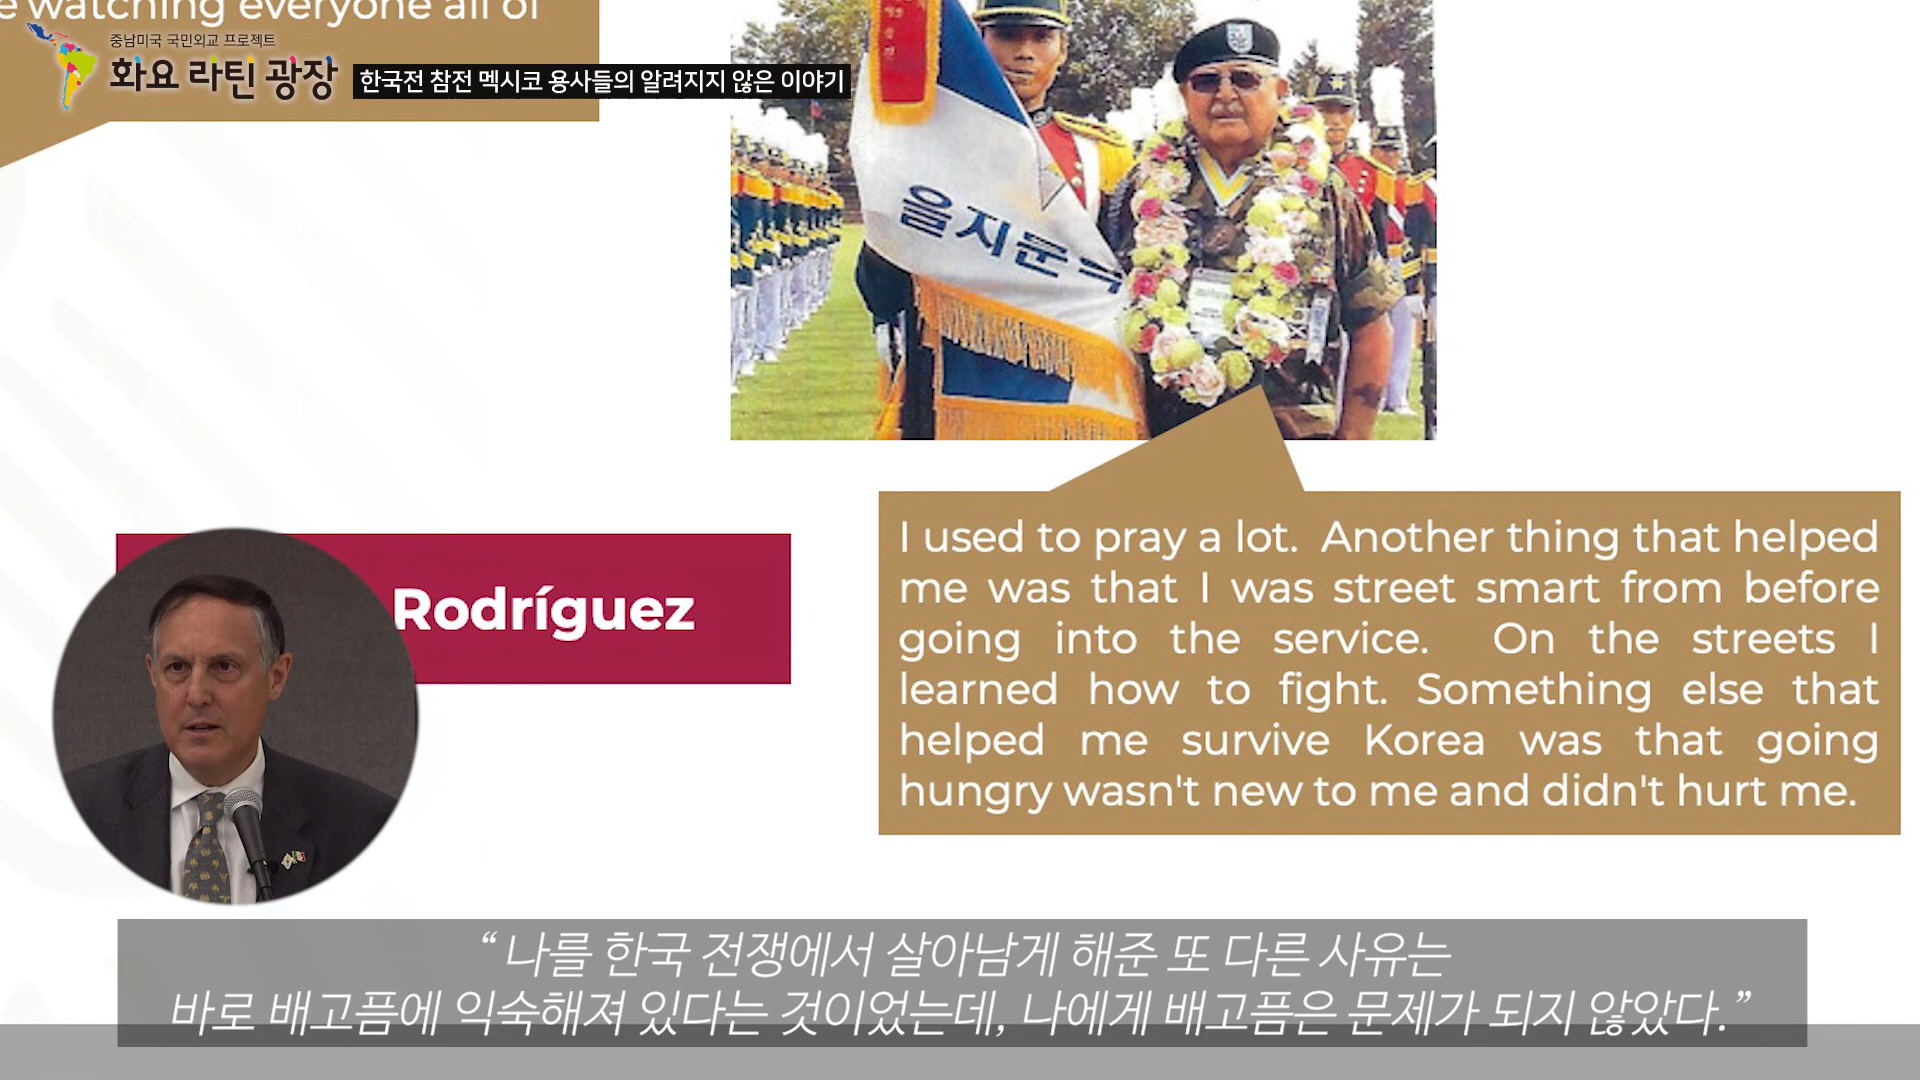 watching everyone all of
중남미국 국민외교 프로젝트
화요 라틴 광장
한국전 참전 멕시코 용사들의 알려지지 않은 이야기
을지문
Rodríguez
I used to pray a lot. Another thing that helped
me was that I was street smart from before
going into the service. On the streets I
learned how to fight. Something else that
helped me survive Korea was that going
hungry wasn't new to me and didn't hurt me.
“ 나를 한국 전쟁에서 살아남게 해준 또 다른 사유는
바로 배고픔에 익숙해져 있다는 것이었는데, 나에게 배고픔은 문제가 되지 않았다.”